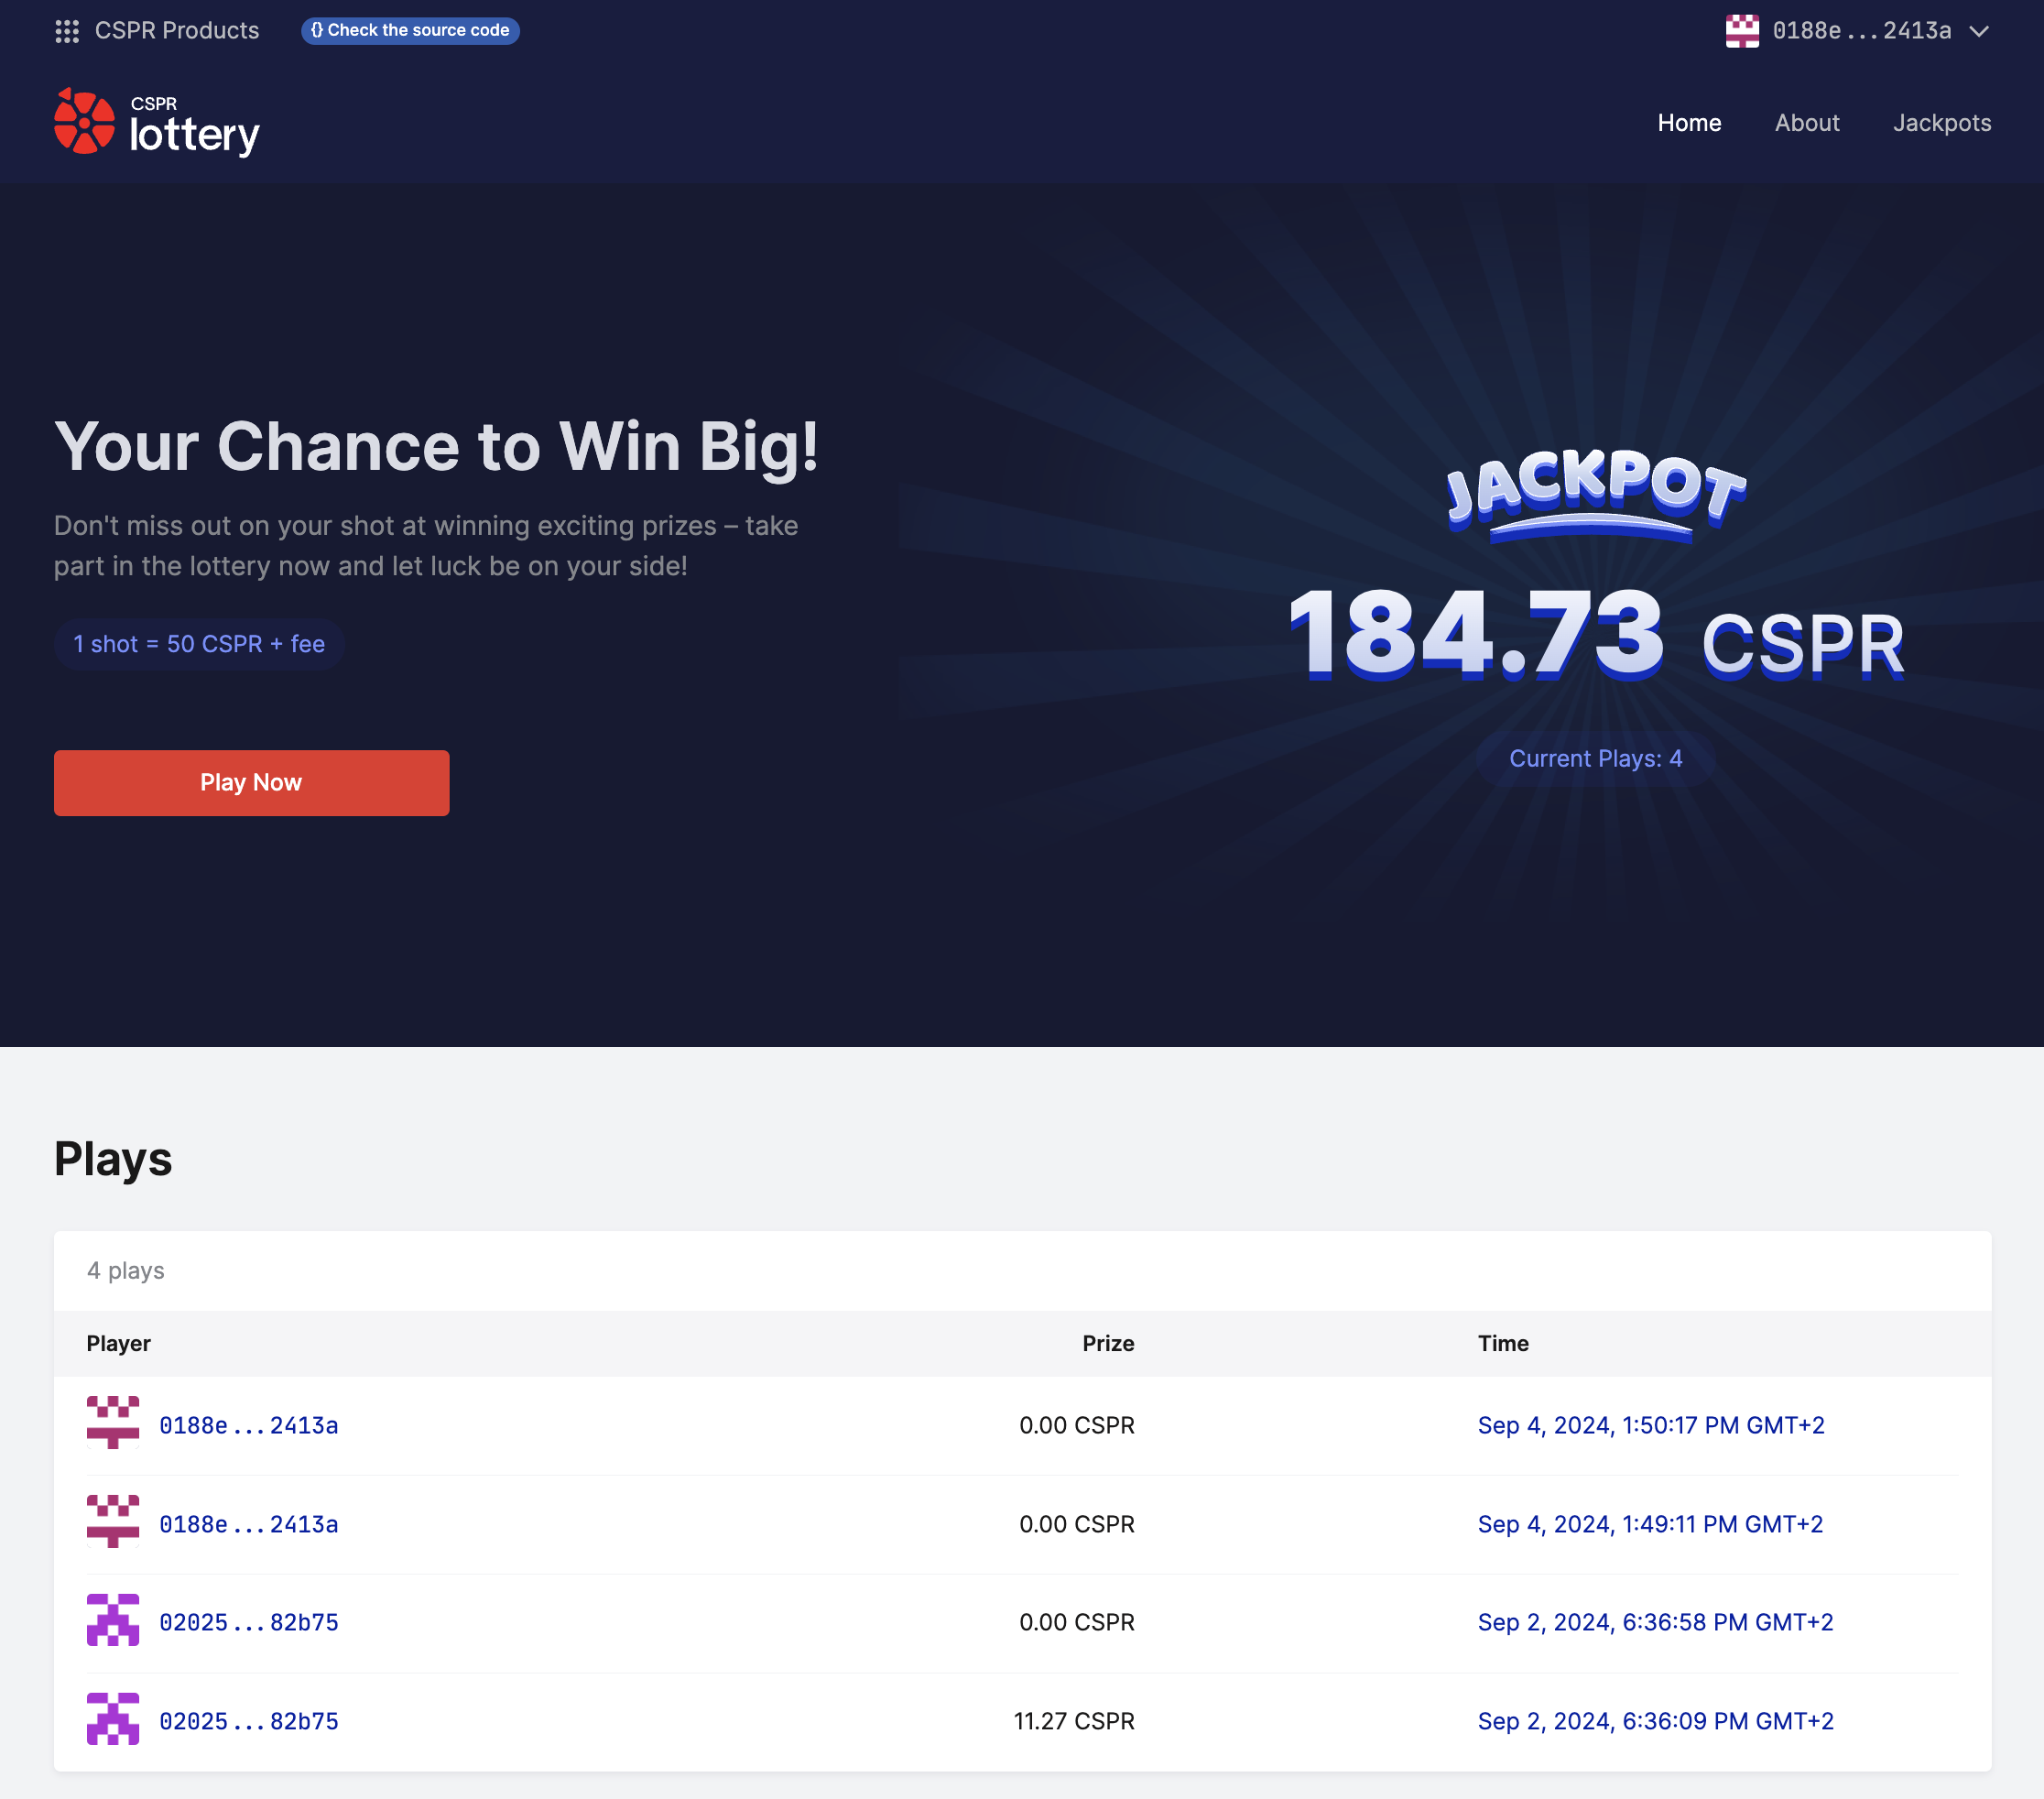 CSPR Products
{} Check the source code
0188e...2413a
CSPR
lottery
Home
About
Jackpots
Your Chance to Win Big!
Don't miss out on your shot at winning exciting prizes – take
part in the lottery now and let luck be on your side!
1 shot = 50 CSPR + fee
Play Now
JACKPOT
184.73 CSPR
Current Plays: 4
Plays
4 plays
Player Prize Time
0188e...2413a 0.00 CSPR Sep 4, 2024, 1:50:17 PM GMT+2
0188e...2413a 0.00 CSPR Sep 4, 2024, 1:49:11 PM GMT+2
02025...82b75 0.00 CSPR Sep 2, 2024, 6:36:58 PM GMT+2
02025...82b75 11.27 CSPR Sep 2, 2024, 6:36:09 PM GMT+2